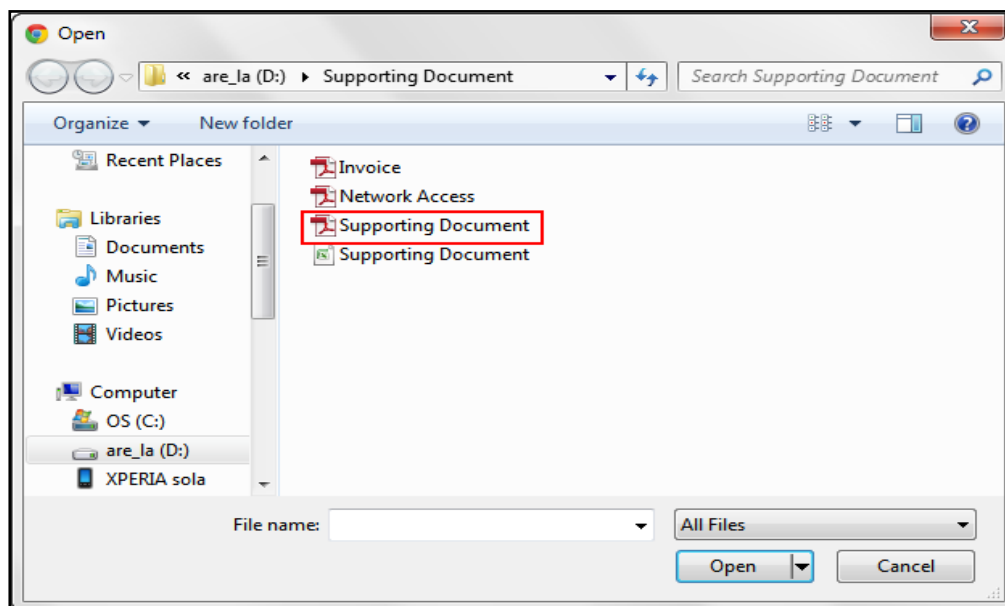 Open
« are_la (D:) ▸ Supporting Document
Search Supporting Document
Organize
New folder
Recent Places
Libraries
Documents
Music
Pictures
Videos
Computer
OS (C:)
are_la (D:)
XPERIA sola
Invoice
Network Access
Supporting Document
Supporting Document
File name:
All Files
Open
Cancel